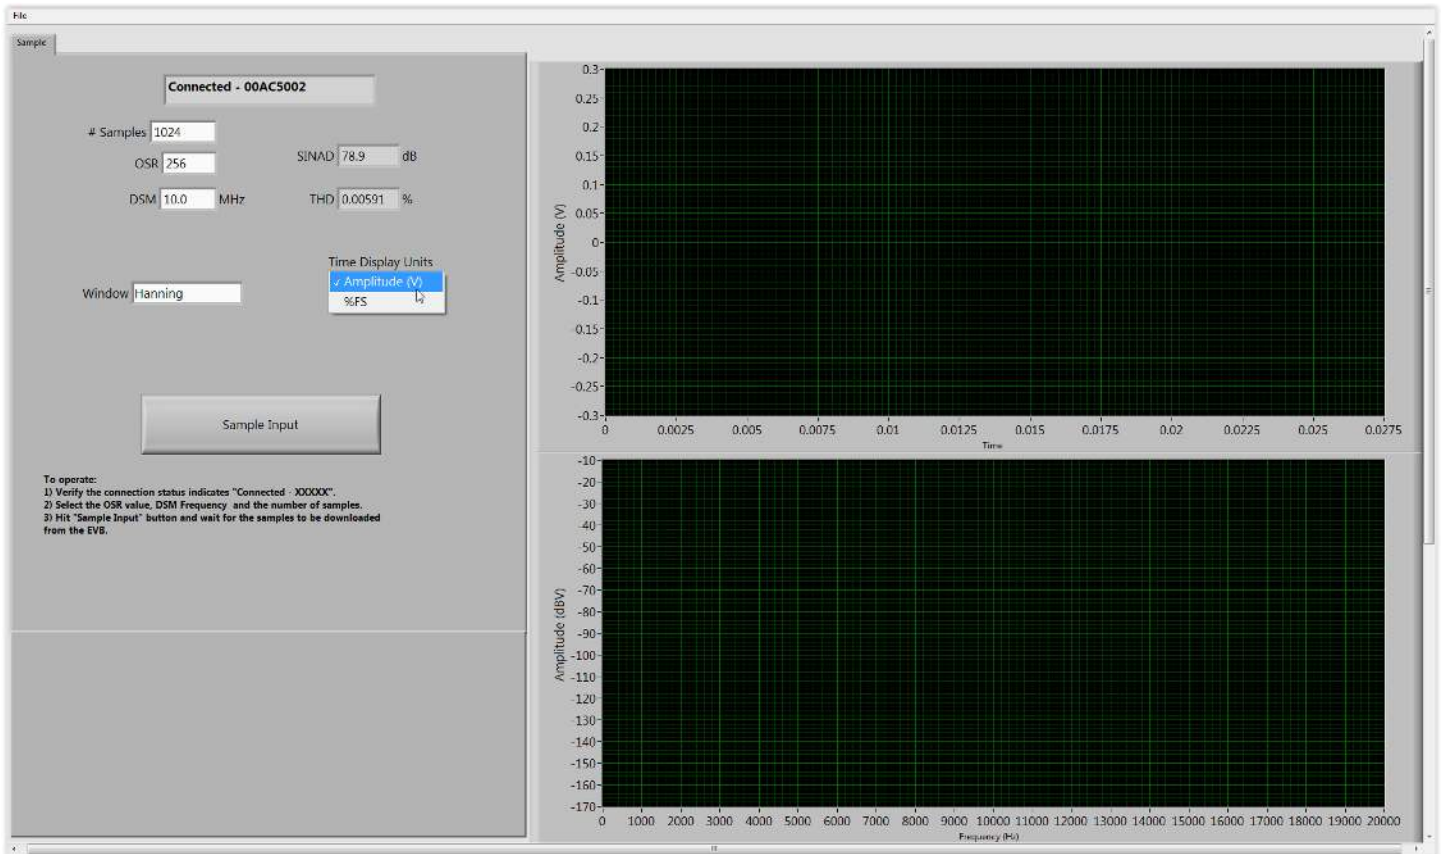 File
Sample
Connected - 00AC5002
# Samples 1024
OSR 256
SINAD 78.9 dB
DSM 10.0 MHz
THD 0.00591 %
Time Display Units
✓ Amplitude (V)
%FS
Window Hanning
Sample Input
To operate:
1) Verify the connection status indicates "Connected - XXXXX".
2) Select the OSR value, DSM Frequency and the number of samples.
3) Hit "Sample Input" button and wait for the samples to be downloaded
from the EVB.
Amplitude (V)
0.3
0.25
0.2
0.15
0.1
0.05
0
-0.05
-0.1
-0.15
-0.2
-0.25
-0.3
0 0.0025 0.005 0.0075 0.01 0.0125 0.015 0.0175 0.02 0.0225 0.025 0.0275
Time
Amplitude (dBV)
-10
-20
-30
-40
-50
-60
-70
-80
-90
-100
-110
-120
-130
-140
-150
-160
-170
0 1000 2000 3000 4000 5000 6000 7000 8000 9000 10000 11000 12000 13000 14000 15000 16000 17000 18000 19000 20000
Frequency (Hz)